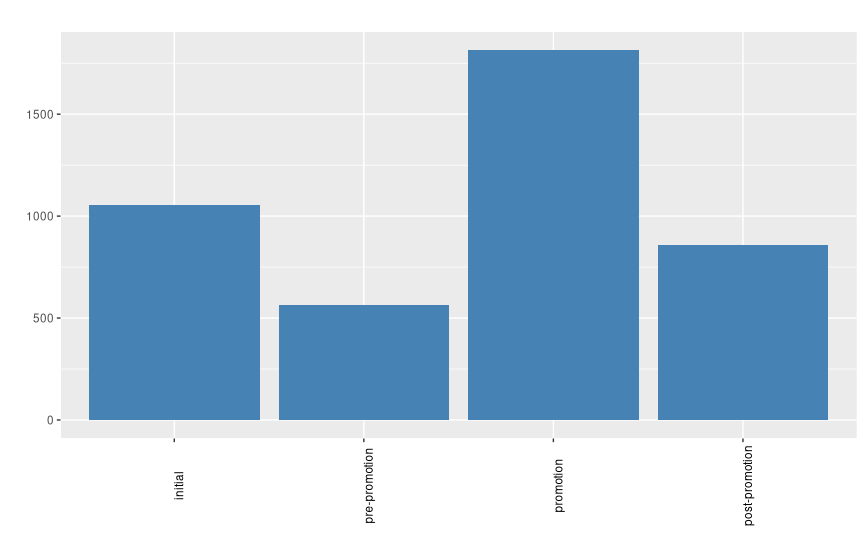 1500
1000
500
0
initial
pre-promotion
promotion
post-promotion